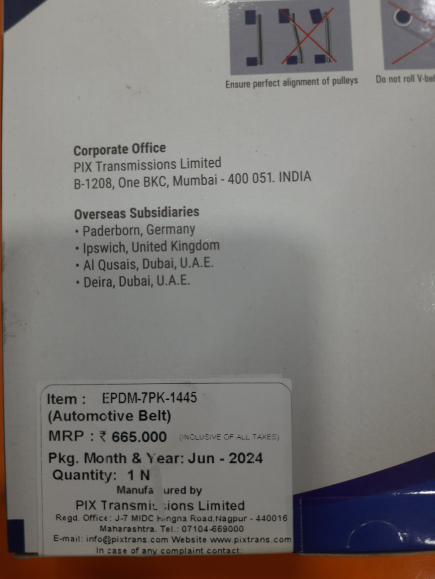 Ensure perfect alignment of pulleys
Do not roll V-bel
Corporate Office
PIX Transmissions Limited
B-1208, One BKC, Mumbai - 400 051. INDIA
Overseas Subsidiaries
• Paderborn, Germany
• Ipswich, United Kingdom
• Al Qusais, Dubai, U.A.E.
• Deira, Dubai, U.A.E.
Item : EPDM-7PK-1445
(Automotive Belt)
MRP : ₹ 665.000 (INCLUSIVE OF ALL TAXES)
Pkg. Month & Year: Jun - 2024
Quantity: 1 N
Manufa ured by
PIX Transmis ions Limited
Regd. Office: J-7 MIDC Hingna Road,Nagpur - 440016
Maharashtra. Tel.: 07104-669000
E-mail: info@pixtrans.com Website www.pixtrans.com
In case of any complaint contact: